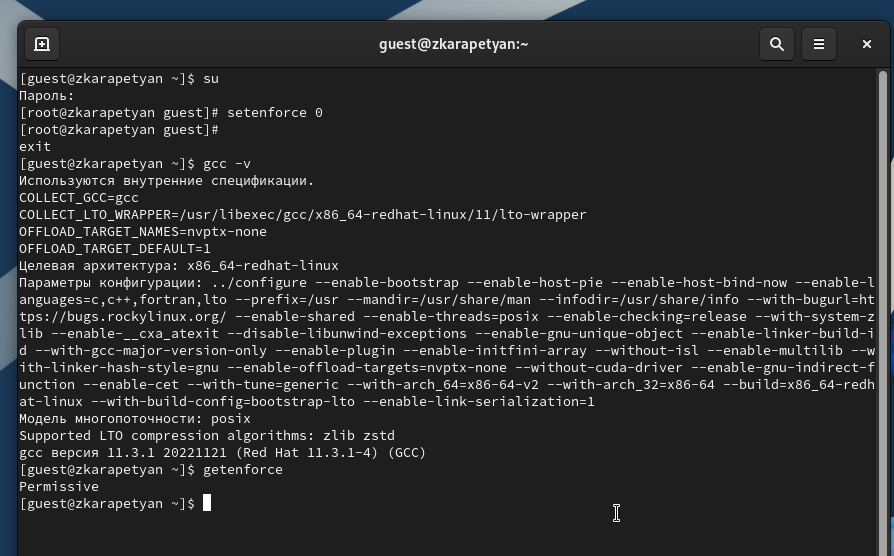 guest@zkarapetyan:~
[guest@zkarapetyan ~]$ su
Пароль:
[root@zkarapetyan guest]# setenforce 0
[root@zkarapetyan guest]#
exit
[guest@zkarapetyan ~]$ gcc -v
Используются внутренние спецификации.
COLLECT_GCC=gcc
COLLECT_LTO_WRAPPER=/usr/libexec/gcc/x86_64-redhat-linux/11/lto-wrapper
OFFLOAD_TARGET_NAMES=nvptx-none
OFFLOAD_TARGET_DEFAULT=1
Целевая архитектура: x86_64-redhat-linux
Параметры конфигурации: ../configure --enable-bootstrap --enable-host-pie --enable-host-bind-now --enable-l
anguages=c,c++,fortran,lto --prefix=/usr --mandir=/usr/share/man --infodir=/usr/share/info --with-bugurl=ht
tps://bugs.rockylinux.org/ --enable-shared --enable-threads=posix --enable-checking=release --with-system-z
lib --enable-__cxa_atexit --disable-libunwind-exceptions --enable-gnu-unique-object --enable-linker-build-i
d --with-gcc-major-version-only --enable-plugin --enable-initfini-array --without-isl --enable-multilib --w
ith-linker-hash-style=gnu --enable-offload-targets=nvptx-none --without-cuda-driver --enable-gnu-indirect-f
unction --enable-cet --with-tune=generic --with-arch_64=x86-64-v2 --with-arch_32=x86-64 --build=x86_64-redh
at-linux --with-build-config=bootstrap-lto --enable-link-serialization=1
Модель многопоточности: posix
Supported LTO compression algorithms: zlib zstd
gcc версия 11.3.1 20221121 (Red Hat 11.3.1-4) (GCC)
[guest@zkarapetyan ~]$ getenforce
Permissive
[guest@zkarapetyan ~]$